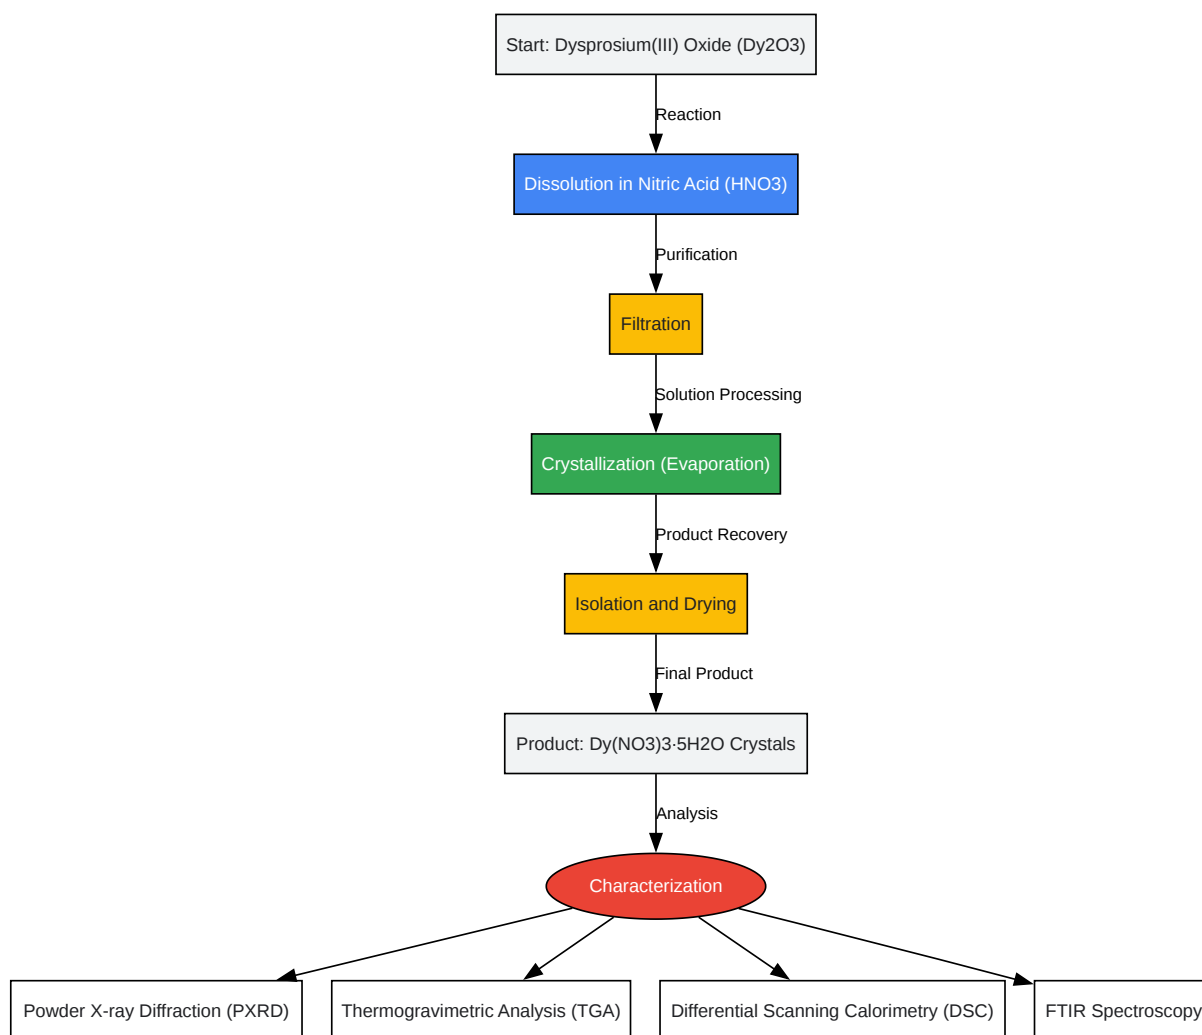 Start: Dysprosium(III) Oxide (Dy2O3)
Reaction
Dissolution in Nitric Acid (HNO3)
Purification
Filtration
Solution Processing
Crystallization (Evaporation)
Product Recovery
Isolation and Drying
Final Product
Product: Dy(NO3)3·5H2O Crystals
Analysis
Characterization
Powder X-ray Diffraction (PXRD)
Thermogravimetric Analysis (TGA)
Differential Scanning Calorimetry (DSC)
FTIR Spectroscopy